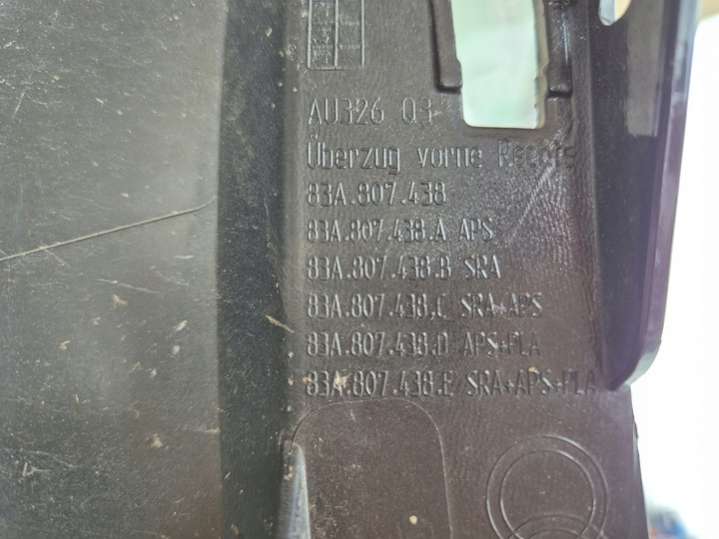 AU326 Q3
Überzug vorne Rechts
83A.807.438
83A.807.438.A APS
83A.807.438.B SRA
83A.807.438.C SRA+APS
83A.807.438.D APS+PLA
83A.807.438.E SRA+APS+PLA